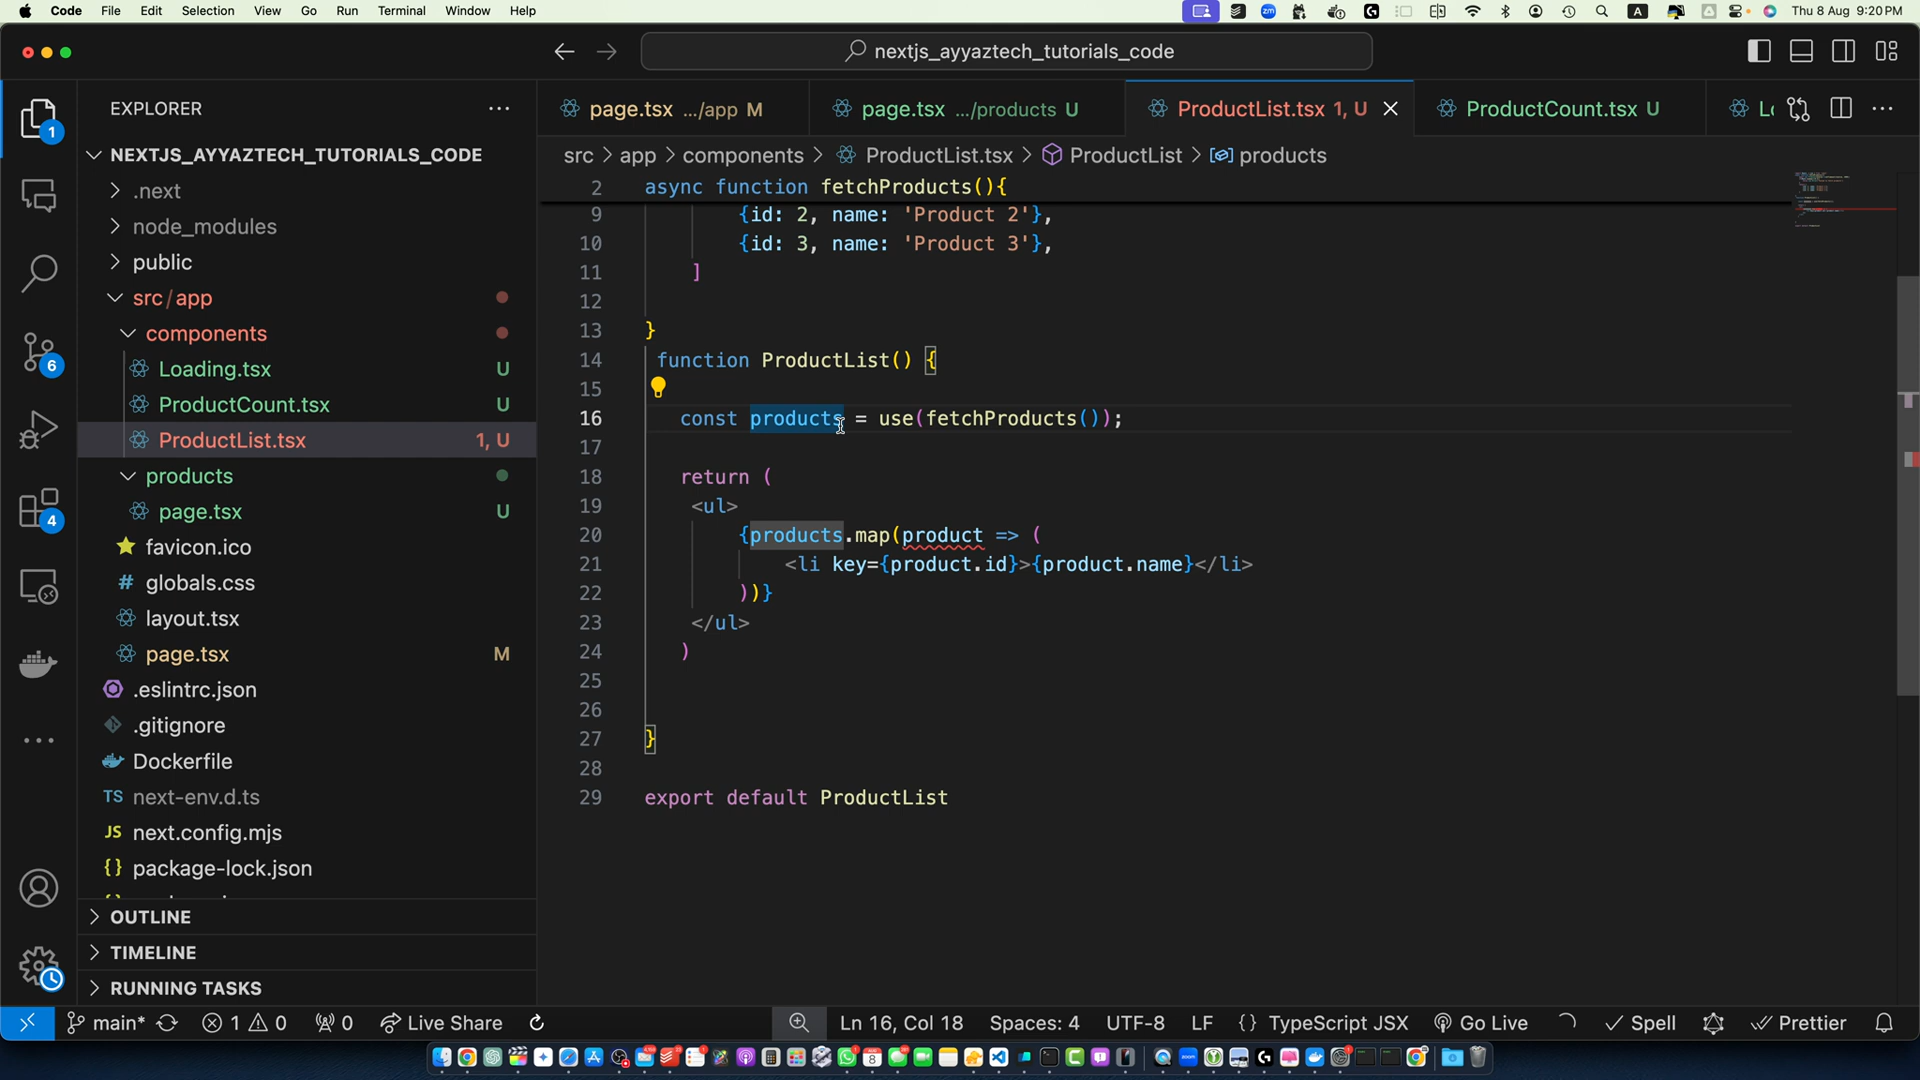 Code File Edit Selection View Go Run Terminal Window Help
zm A Thu 8 Aug 9:20 PM
nextjs_ayyaztech_tutorials_code
EXPLORER
page.tsx .../app M
page.tsx .../products U
ProductList.tsx 1, U
ProductCount.tsx U
NEXTJS_AYYAZTECH_TUTORIALS_CODE
src > app > components > ProductList.tsx > ProductList > products
.next
node_modules
public
src/app
components
Loading.tsx U
ProductCount.tsx U
ProductList.tsx 1, U
products
page.tsx U
favicon.ico
globals.css
layout.tsx
page.tsx M
.eslintrc.json
.gitignore
Dockerfile
TS next-env.d.ts
JS next.config.mjs
{} package-lock.json
OUTLINE
TIMELINE
RUNNING TASKS
1
6
4
2 async function fetchProducts(){
9 {id: 2, name: 'Product 2'},
10 {id: 3, name: 'Product 3'},
11 ]
12
13 }
14 function ProductList() {
15
16 const products = use(fetchProducts());
17
18 return (
19 <ul>
20 {products.map(product => (
21 <li key={product.id}>{product.name}</li>
22 ))}
23 </ul>
24 )
25
26
27 }
28
29 export default ProductList
main* 1 0 0 Live Share
Ln 16, Col 18 Spaces: 4 UTF-8 LF {} TypeScript JSX Go Live Spell Prettier